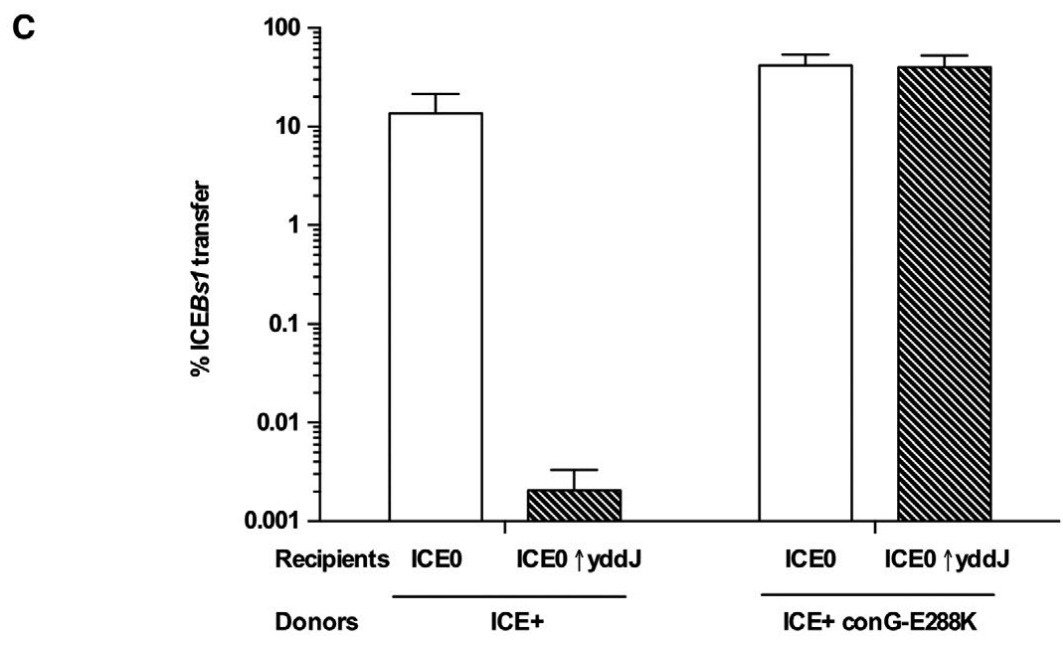 C
% ICEBs1 transfer
100
10
1
0.1
0.01
0.001
Recipients ICE0 ICE0 ↑yddJ ICE0 ICE0 ↑yddJ
Donors ICE+ ICE+ conG-E288K